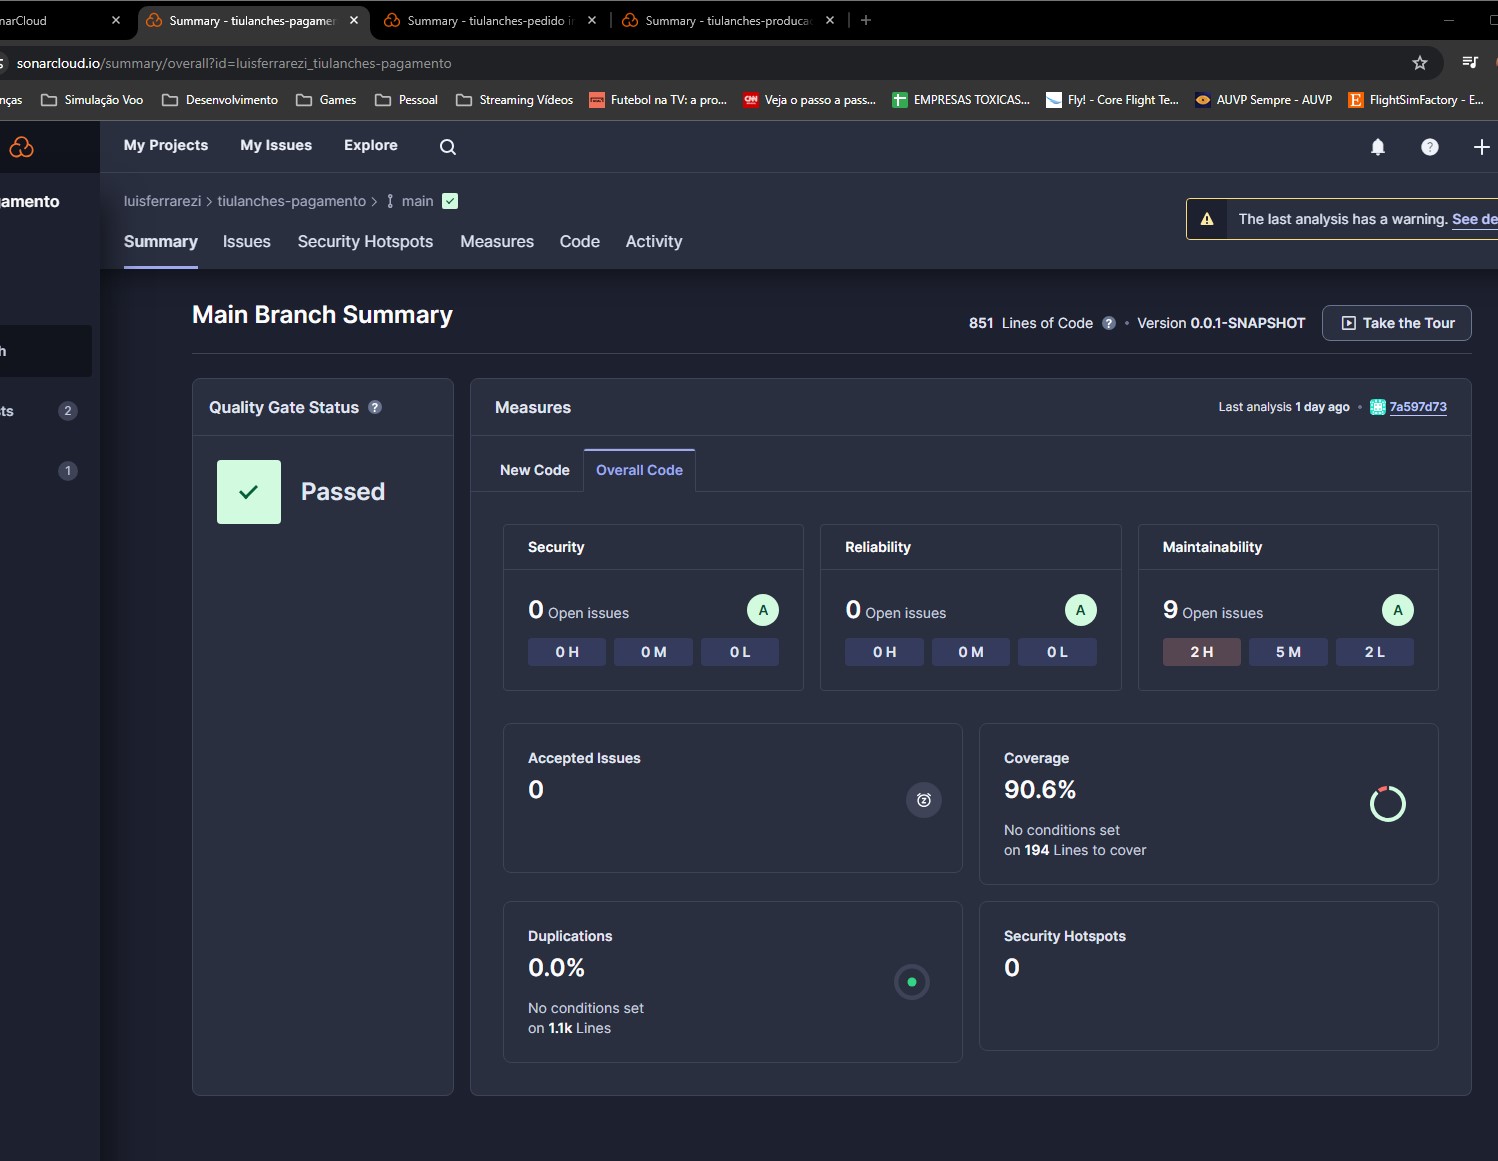 narCloud
Summary - tiulanches-pagamen
Summary - tiulanches-pedido i
Summary - tiulanches-produca
sonarcloud.io/summary/overall?id=luisferrarezi_tiulanches-pagamento
nças
Simulação Voo
Desenvolvimento
Games
Pessoal
Streaming Vídeos
Futebol na TV: a pro...
CNN
Veja o passo a pass...
EMPRESAS TOXICAS...
Fly! - Core Flight Te...
AUVP Sempre - AUVP
E
FlightSimFactory - E...
My Projects
My Issues
Explore
amento
luisferrarezi > tiulanches-pagamento > main
The last analysis has a warning. See de
Summary
Issues
Security Hotspots
Measures
Code
Activity
Main Branch Summary
851 Lines of Code ? • Version 0.0.1-SNAPSHOT
Take the Tour
h
ts
2
1
Quality Gate Status ?
Passed
Measures
Last analysis 1 day ago • 7a597d73
New Code
Overall Code
Security
0 Open issues
A
0 H
0 M
0 L
Reliability
0 Open issues
A
0 H
0 M
0 L
Maintainability
9 Open issues
A
2 H
5 M
2 L
Accepted Issues
0
Coverage
90.6%
No conditions set
on 194 Lines to cover
Duplications
0.0%
No conditions set
on 1.1k Lines
Security Hotspots
0